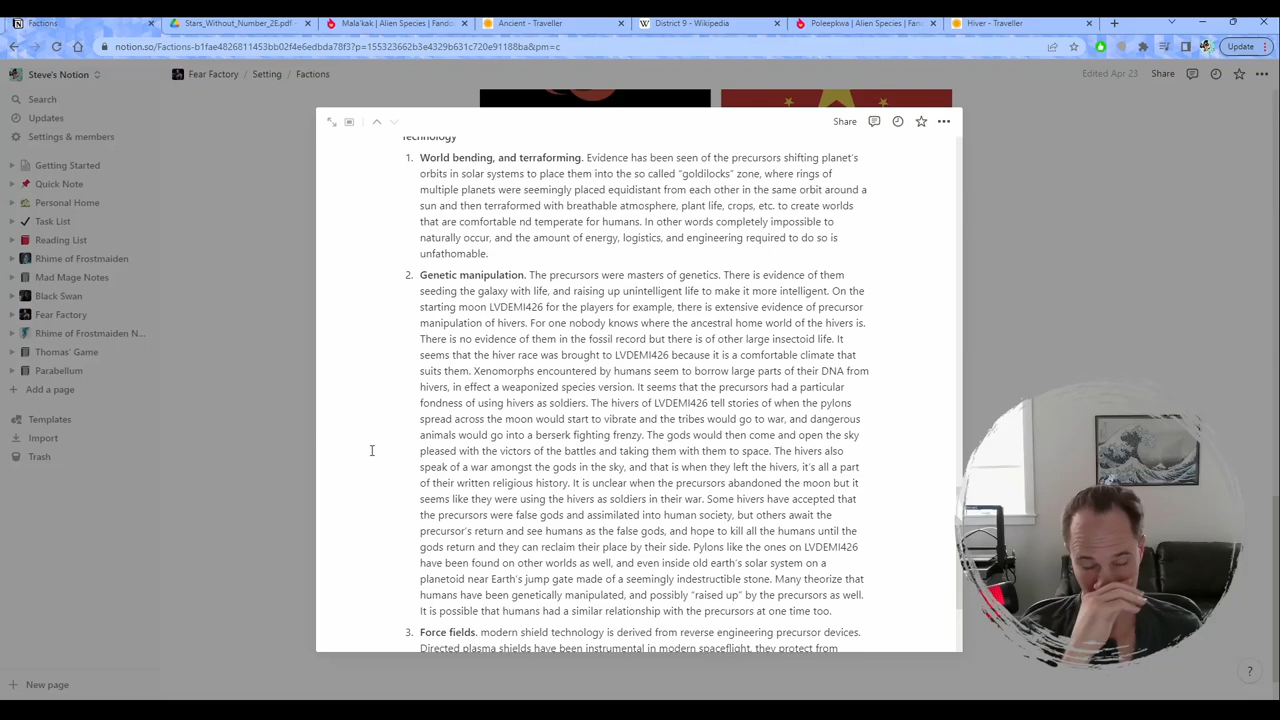 Factions
Stars_Without_Number_2E.pdf -
Mala'kak | Alien Species | Fando
Ancient - Traveller
District 9 - Wikipedia
Poleepkwa | Alien Species | Fand
Hiver - Traveller
notion.so/Factions-b1fae4826811453bb02f4e6edbda78f3?p=155323662b3e4329b631c720e91188ba&pm=c
Update
Steve's Notion
Fear Factory / Setting / Factions
Edited Apr 23
Share
Search
Updates
Settings & members
Getting Started
Quick Note
Personal Home
Task List
Reading List
Rhime of Frostmaiden
Mad Mage Notes
Black Swan
Fear Factory
Rhime of Frostmaiden N...
Thomas' Game
Parabellum
Add a page
Templates
Import
Trash
New page
Share
Technology
1. World bending, and terraforming. Evidence has been seen of the precursors shifting planet's
orbits in solar systems to place them into the so called "goldilocks" zone, where rings of
multiple planets were seemingly placed equidistant from each other in the same orbit around a
sun and then terraformed with breathable atmosphere, plant life, crops, etc. to create worlds
that are comfortable nd temperate for humans. In other words completely impossible to
naturally occur, and the amount of energy, logistics, and engineering required to do so is
unfathomable.
2. Genetic manipulation. The precursors were masters of genetics. There is evidence of them
seeding the galaxy with life, and raising up unintelligent life to make it more intelligent. On the
starting moon LVDEMI426 for the players for example, there is extensive evidence of precursor
manipulation of hivers. For one nobody knows where the ancestral home world of the hivers is.
There is no evidence of them in the fossil record but there is of other large insectoid life. It
seems that the hiver race was brought to LVDEMI426 because it is a comfortable climate that
suits them. Xenomorphs encountered by humans seem to borrow large parts of their DNA from
hivers, in effect a weaponized species version. It seems that the precursors had a particular
fondness of using hivers as soldiers. The hivers of LVDEMI426 tell stories of when the pylons
spread across the moon would start to vibrate and the tribes would go to war, and dangerous
animals would go into a berserk fighting frenzy. The gods would then come and open the sky
pleased with the victors of the battles and taking them with them to space. The hivers also
speak of a war amongst the gods in the sky, and that is when they left the hivers, it's all a part
of their written religious history. It is unclear when the precursors abandoned the moon but it
seems like they were using the hivers as soldiers in their war. Some hivers have accepted that
the precursors were false gods and assimilated into human society, but others await the
precursor's return and see humans as the false gods, and hope to kill all the humans until the
gods return and they can reclaim their place by their side. Pylons like the ones on LVDEMI426
have been found on other worlds as well, and even inside old earth's solar system on a
planetoid near Earth's jump gate made of a seemingly indestructible stone. Many theorize that
humans have been genetically manipulated, and possibly "raised up" by the precursors as well.
It is possible that humans had a similar relationship with the precursors at one time too.
3. Force fields. modern shield technology is derived from reverse engineering precursor devices.
Directed plasma shields have been instrumental in modern spaceflight, they protect from